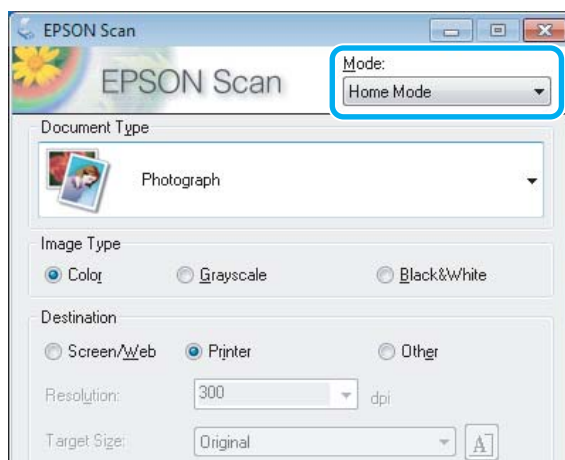 EPSON Scan
EPSON Scan
Mode:
Home Mode
Document Type
Photograph
Image Type
Color
Grayscale
Black&White
Destination
Screen/Web
Printer
Other
Resolution:
300
dpi
Target Size:
Original
A